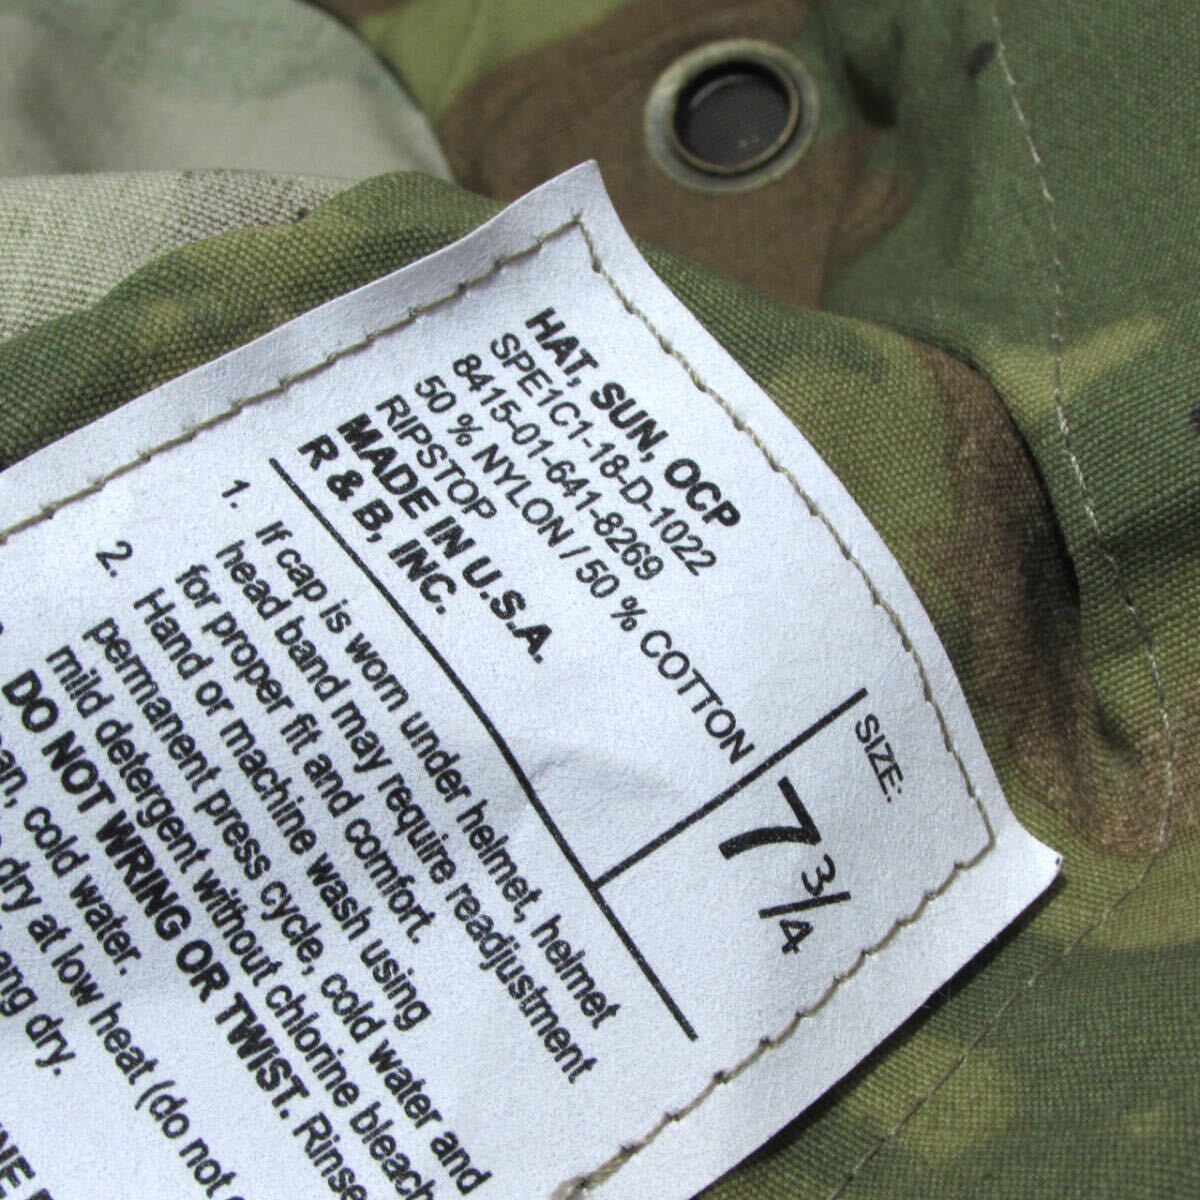 HAT, SUN, OCP
SPE1C1-18-D-1022
8415-01-641-8269
50 % NYLON / 50 % COTTON
RIPSTOP
MADE IN U.S.A.
R & B, INC.
SIZE:
7 3/4
1. If cap is worn under helmet, helmet
head band may require readjustment
for proper fit and comfort.
2. Hand or machine wash using
permanent press cycle, cold water and
mild detergent without chlorine bleach
DO NOT WRING OR TWIST. Rinse
cold water.
dry at low heat (do not
dry.